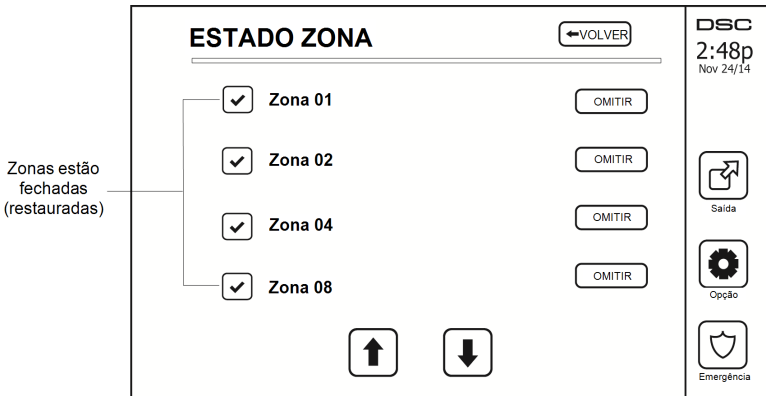 ESTADO ZONA
VOLVER
DSC
2:48p
Nov 24/14
Zona 01
OMITIR
Zona 02
OMITIR
Zonas estão
fechadas
(restauradas)
Zona 04
OMITIR
Zona 08
OMITIR
Saída
Opção
Emergência